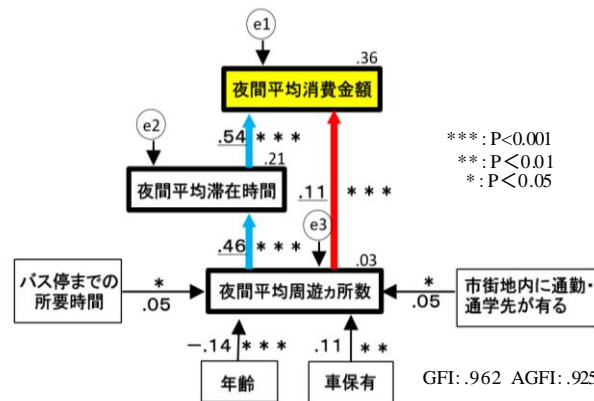 e1
.36
夜間平均消費金額
e2
.54 ***
***: P<0.001
.21
**: P<0.01
夜間平均滞在時間
*: P<0.05
.11 ***
e3
.46 ***
.03
バス停までの
所要時間
*
.05
夜間平均周遊ヵ所数
*
.05
市街地内に通勤・
通学先が有る
-.14 ***
.11 **
年齢
車保有
GFI: .962 AGFI: .925